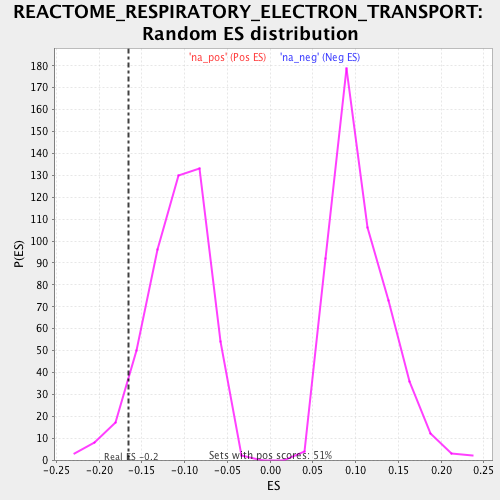 REACTOME_RESPIRATORY_ELECTRON_TRANSPORT:
Random ES distribution
'na_pos' (Pos ES) 'na_neg' (Neg ES)
180
170
160
150
140
130
120
110
100
90
80
70
60
50
40
30
20
10
0
P(ES)
Real ES -0.2
Sets with pos scores: 51%
-0.25 -0.20 -0.15 -0.10 -0.05 0.00 0.05 0.10 0.15 0.20 0.25
ES